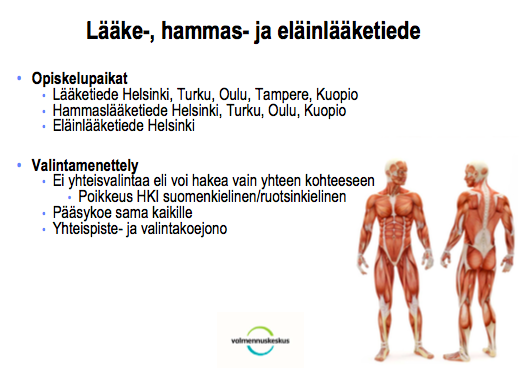 Lääke-, hammas- ja eläinlääketiede
Opiskelupaikat
Lääketiede Helsinki, Turku, Oulu, Tampere, Kuopio
Hammaslääketiede Helsinki, Turku, Oulu, Kuopio
Eläinlääketiede Helsinki
Valintamenettely
Ei yhteisvalintaa eli voi hakea vain yhteen kohteeseen
Poikkeus HKI suomenkielinen/ruotsinkielinen
Pääsykoe sama kaikille
Yhteispiste- ja valintakoejono
valmennuskeskus